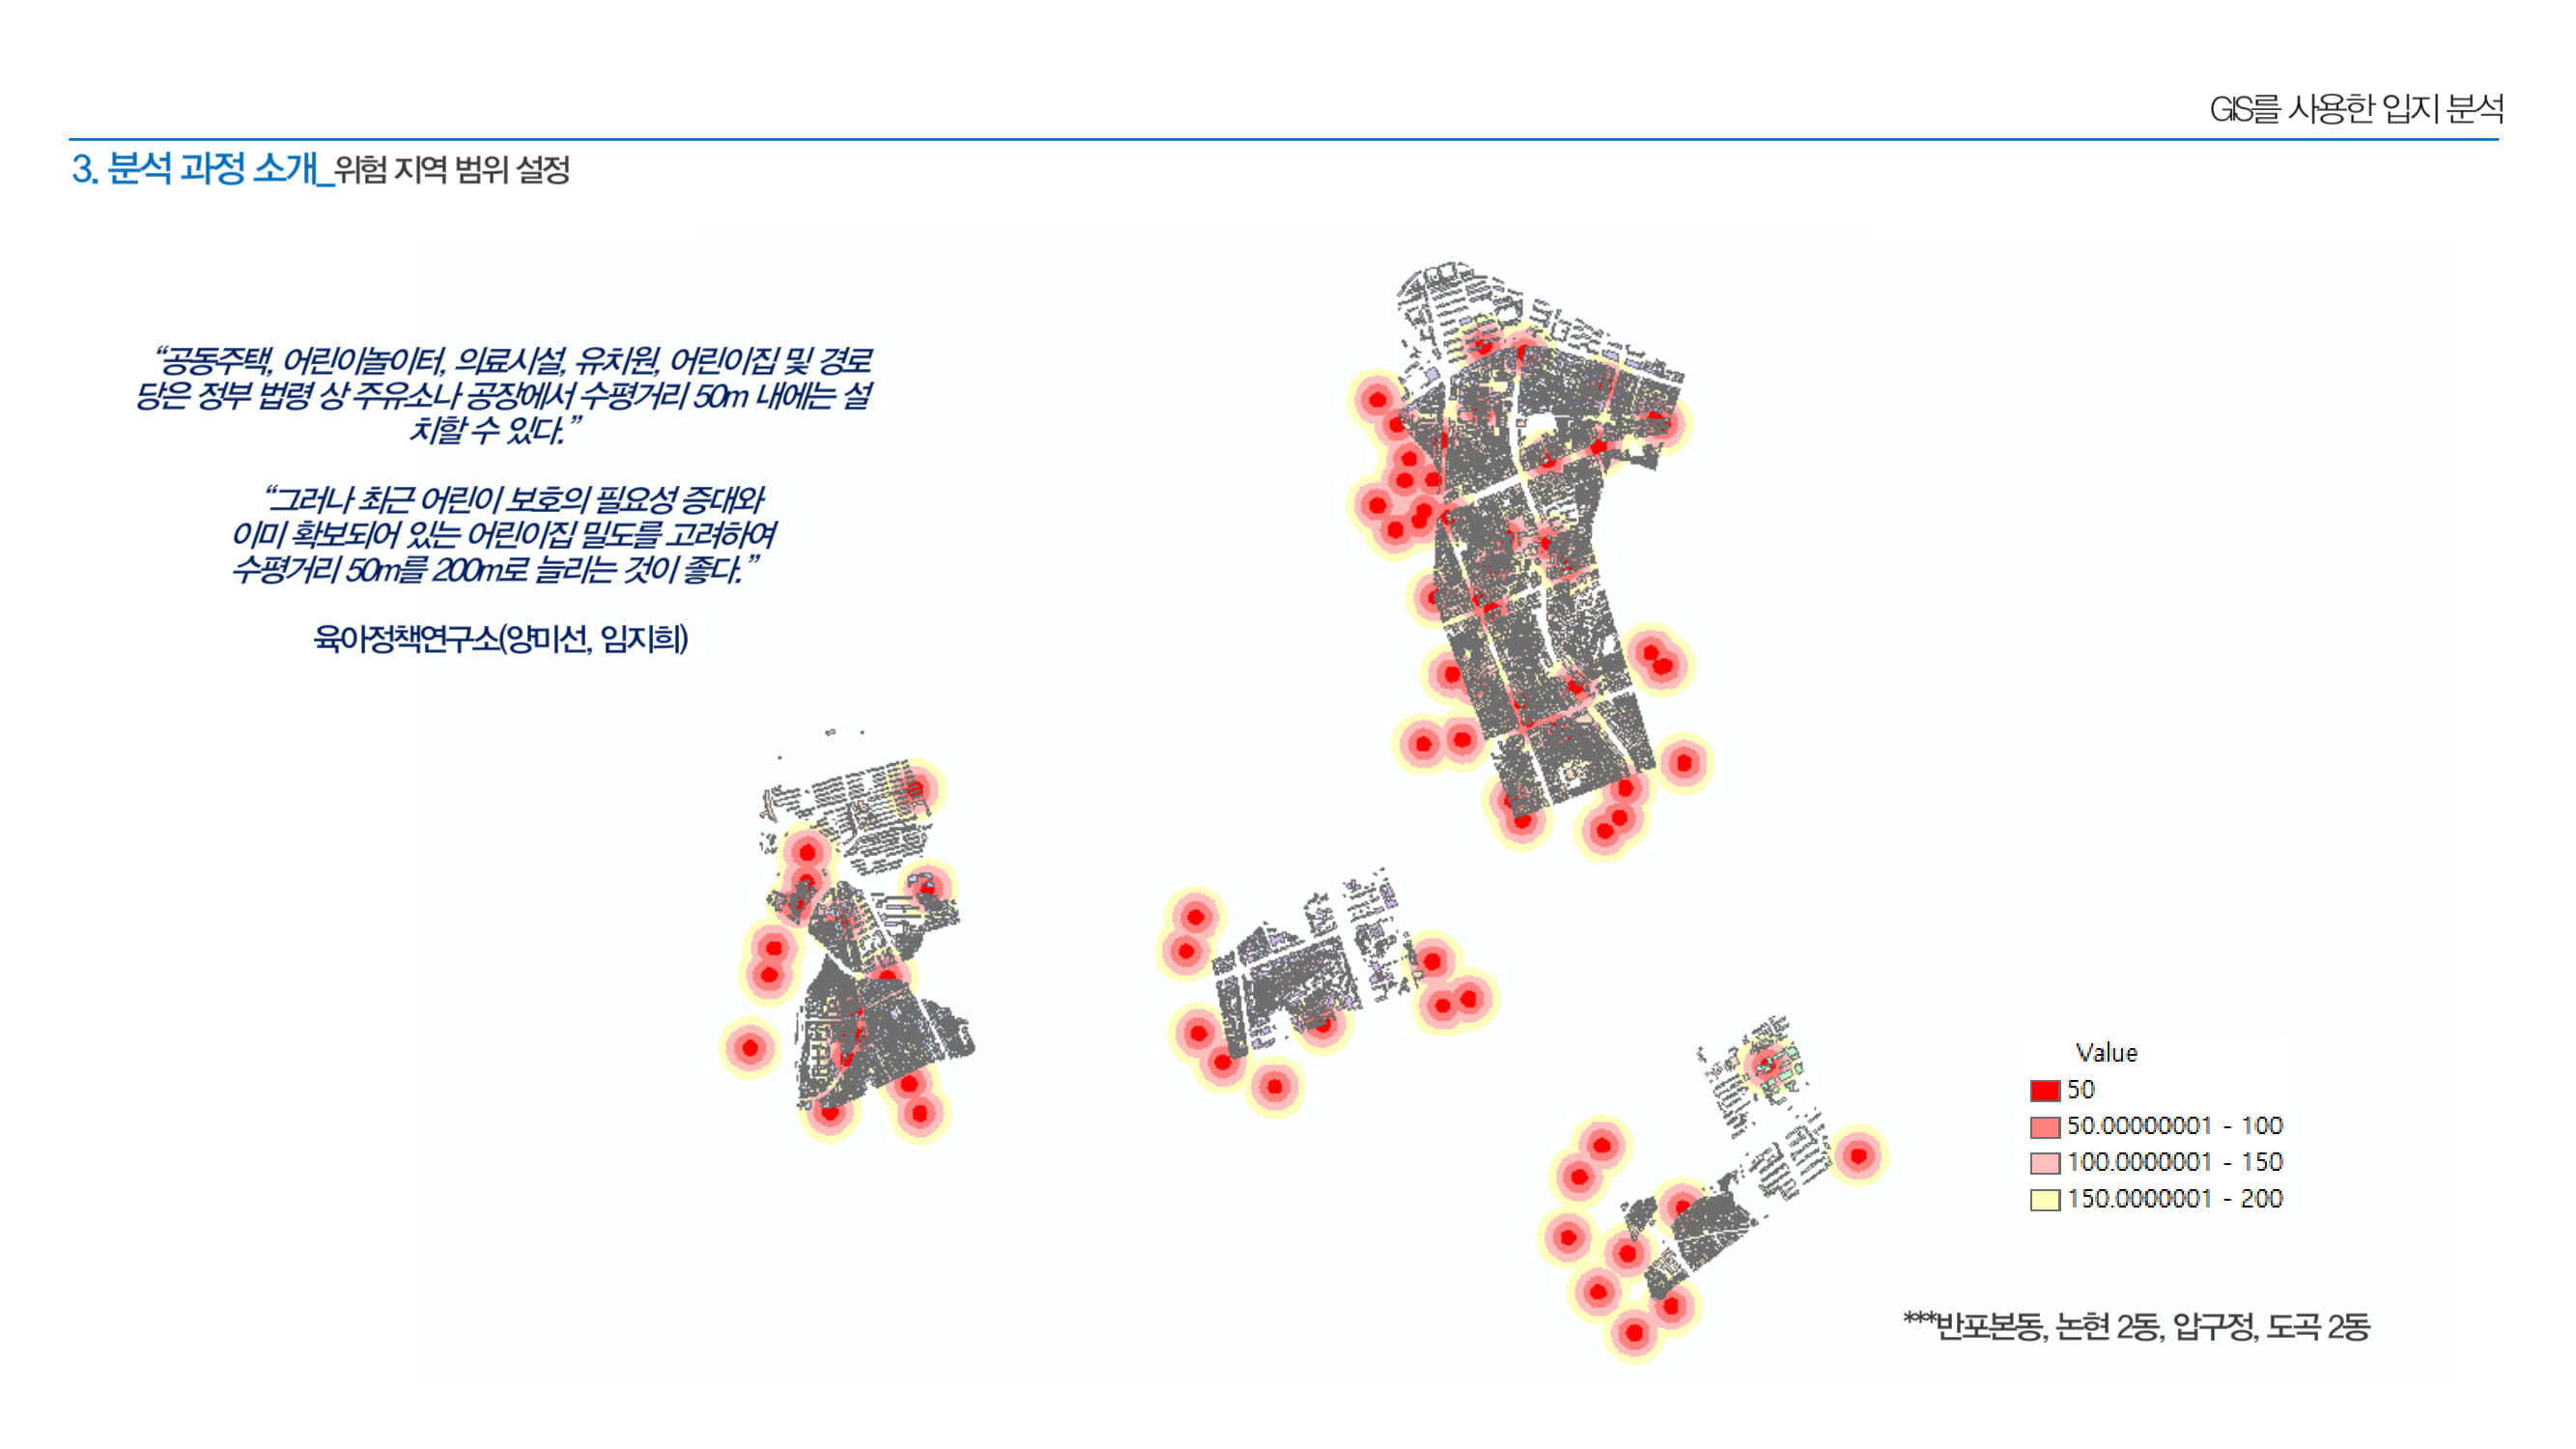 GIS를 사용한 입지 분석
3. 분석 과정 소개_위험 지역 범위 설정
“공동주택, 어린이놀이터, 의료시설, 유치원, 어린이집 및 경로
당은 정부 법령 상 주유소나 공장에서 수평거리 50m 내에는 설
치할 수 있다.”
“그러나 최근 어린이 보호의 필요성 증대와
이미 확보되어 있는 어린이집 밀도를 고려하여
수평거리 50m를 200m로 늘리는 것이 좋다.”
육아정책연구소(양미선, 임지희)
Value
50
50.00000001 - 100
100.0000001 - 150
150.0000001 - 200
***반포본동, 논현 2동, 압구정, 도곡 2동